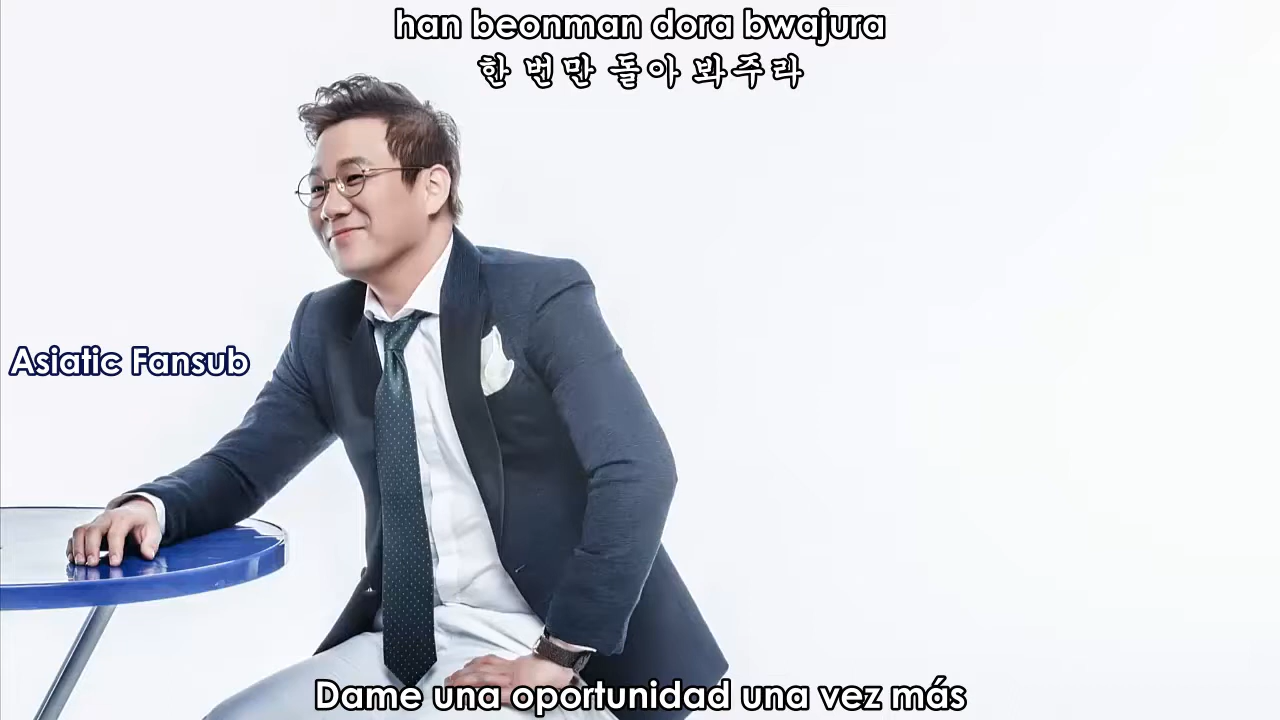 han beonman dora bwajura
한 번만 돌아 봐주라
Asiatic Fansub
Dame una oportunidad una vez más